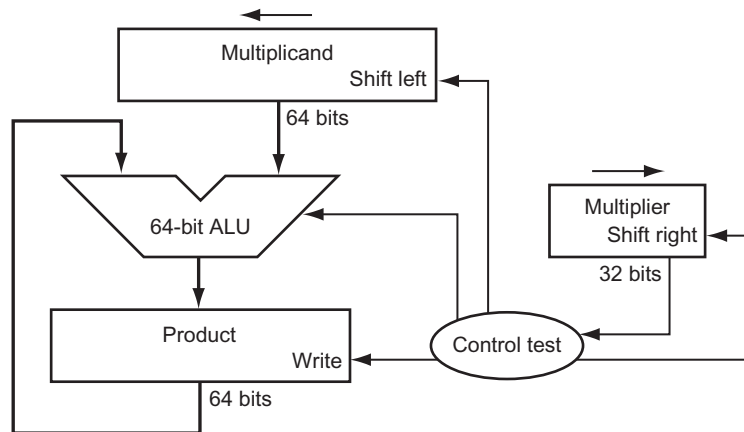 Multiplicand
Shift left
64 bits
64-bit ALU
Multiplier
Shift right
32 bits
Product
Write
Control test
64 bits